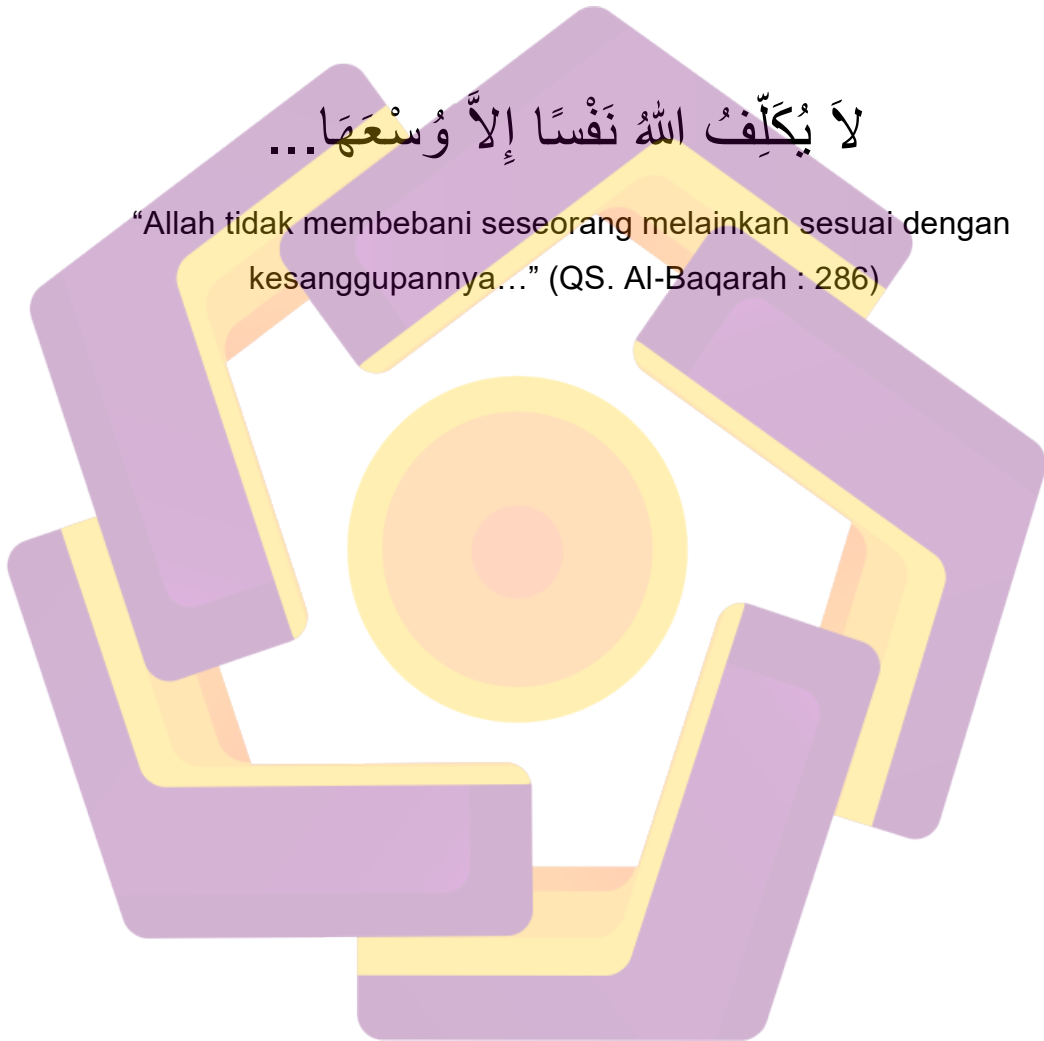 لاَ يُكَلِّفُ اللهُ نَفْسًا إِلاَّ وُسْعَهَا...
“Allah tidak membebani seseorang melainkan sesuai dengan
kesanggupannya…” (QS. Al-Baqarah : 286)